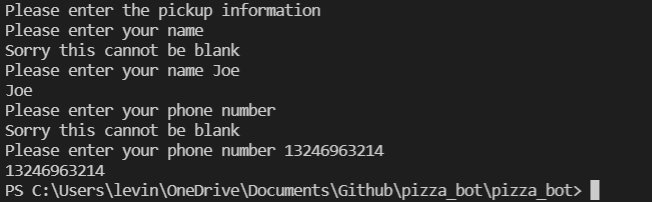 Please enter the pickup information
Please enter your name
Sorry this cannot be blank
Please enter your name Joe
Joe
Please enter your phone number
Sorry this cannot be blank
Please enter your phone number 13246963214
13246963214
PS C:\Users\levin\OneDrive\Documents\Github\pizza_bot\pizza_bot>